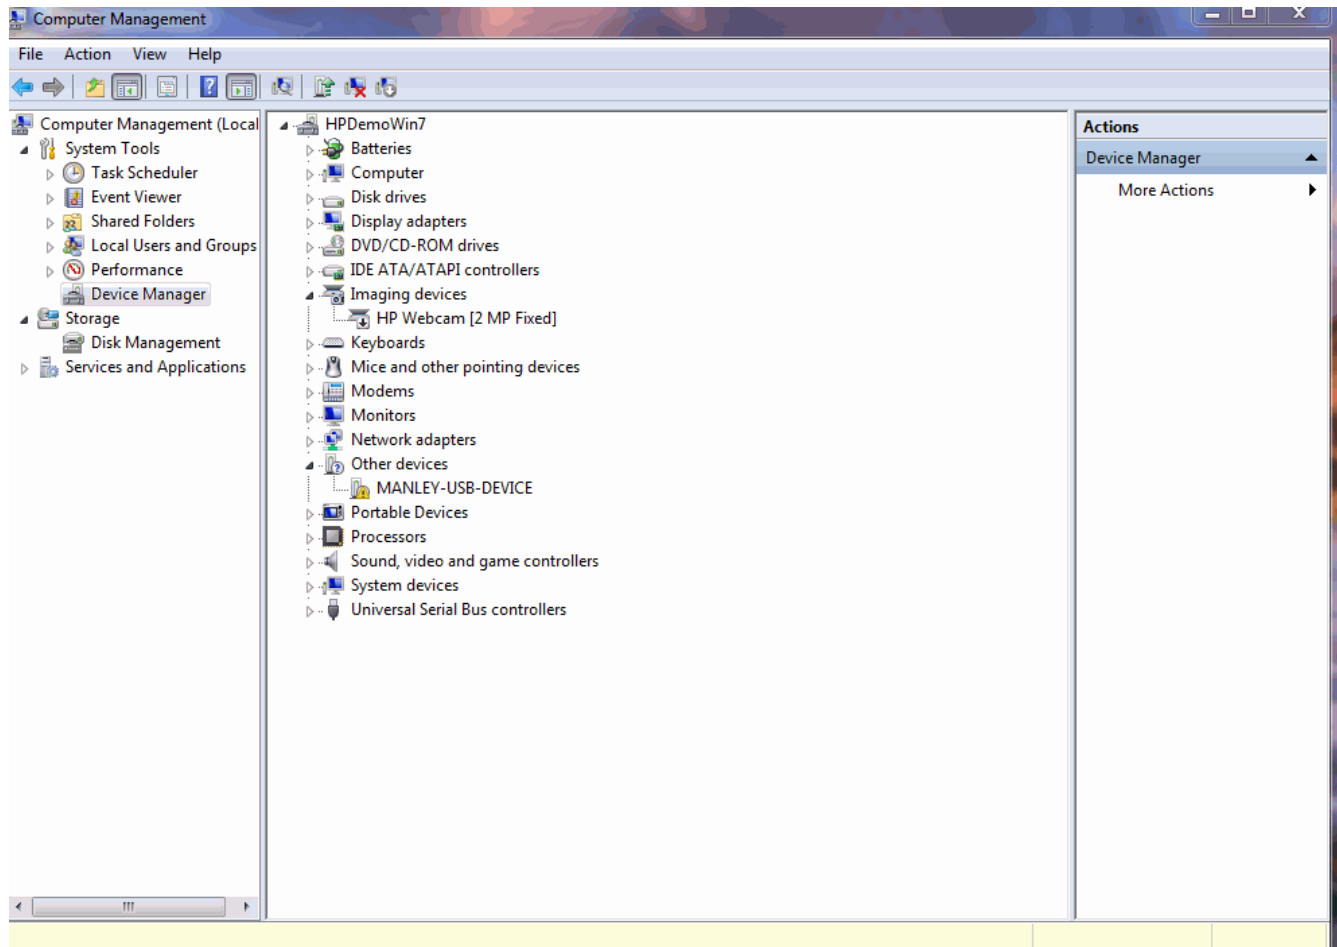 Computer Management
File Action View Help
Computer Management (Local
System Tools
Task Scheduler
Event Viewer
Shared Folders
Local Users and Groups
Performance
Device Manager
Storage
Disk Management
Services and Applications
HPDemoWin7
Batteries
Computer
Disk drives
Display adapters
DVD/CD-ROM drives
IDE ATA/ATAPI controllers
Imaging devices
HP Webcam [2 MP Fixed]
Keyboards
Mice and other pointing devices
Modems
Monitors
Network adapters
Other devices
MANLEY-USB-DEVICE
Portable Devices
Processors
Sound, video and game controllers
System devices
Universal Serial Bus controllers
Actions
Device Manager
More Actions